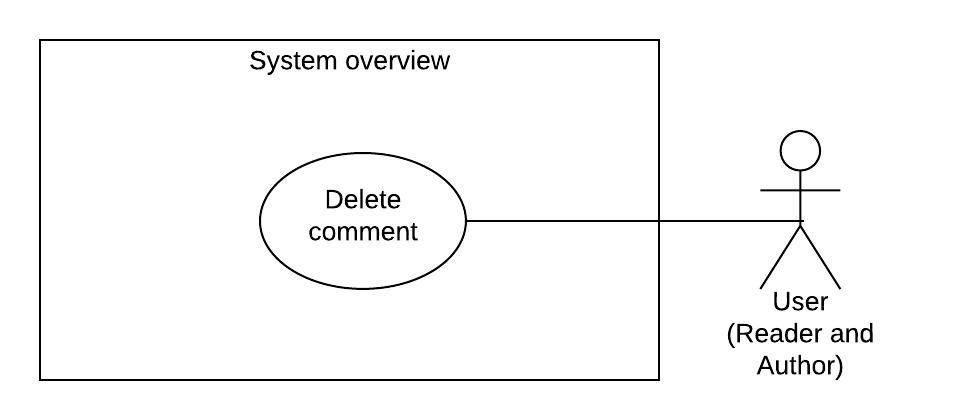 System overview
Delete
comment
User
(Reader and
Author)